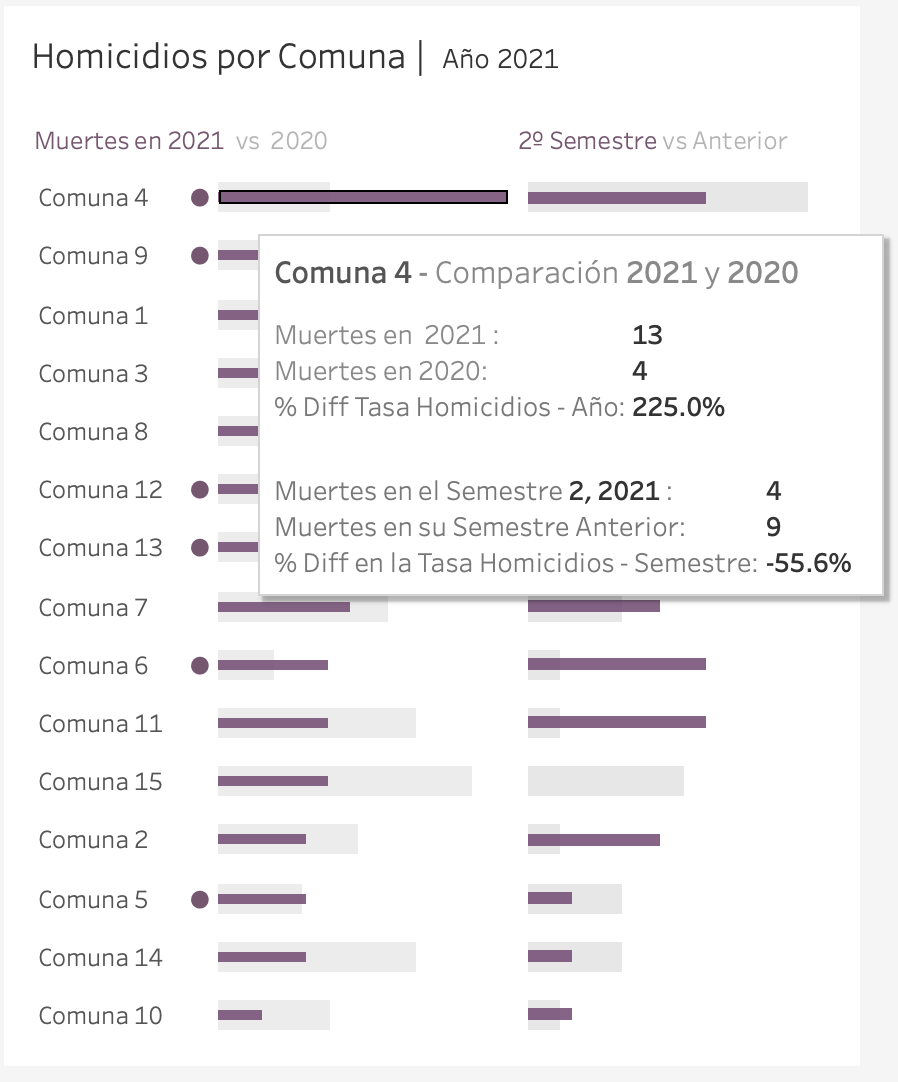 Homicidios por Comuna | Año 2021
Muertes en 2021 vs 2020
2º Semestre vs Anterior
Comuna 4
Comuna 9
Comuna 4 - Comparación 2021 y 2020
Comuna 1
Muertes en 2021 : 13
Comuna 3
Muertes en 2020: 4
% Diff Tasa Homicidios - Año: 225.0%
Comuna 8
Comuna 12
Muertes en el Semestre 2, 2021 : 4
Muertes en su Semestre Anterior: 9
Comuna 13
% Diff en la Tasa Homicidios - Semestre: -55.6%
Comuna 7
Comuna 6
Comuna 11
Comuna 15
Comuna 2
Comuna 5
Comuna 14
Comuna 10